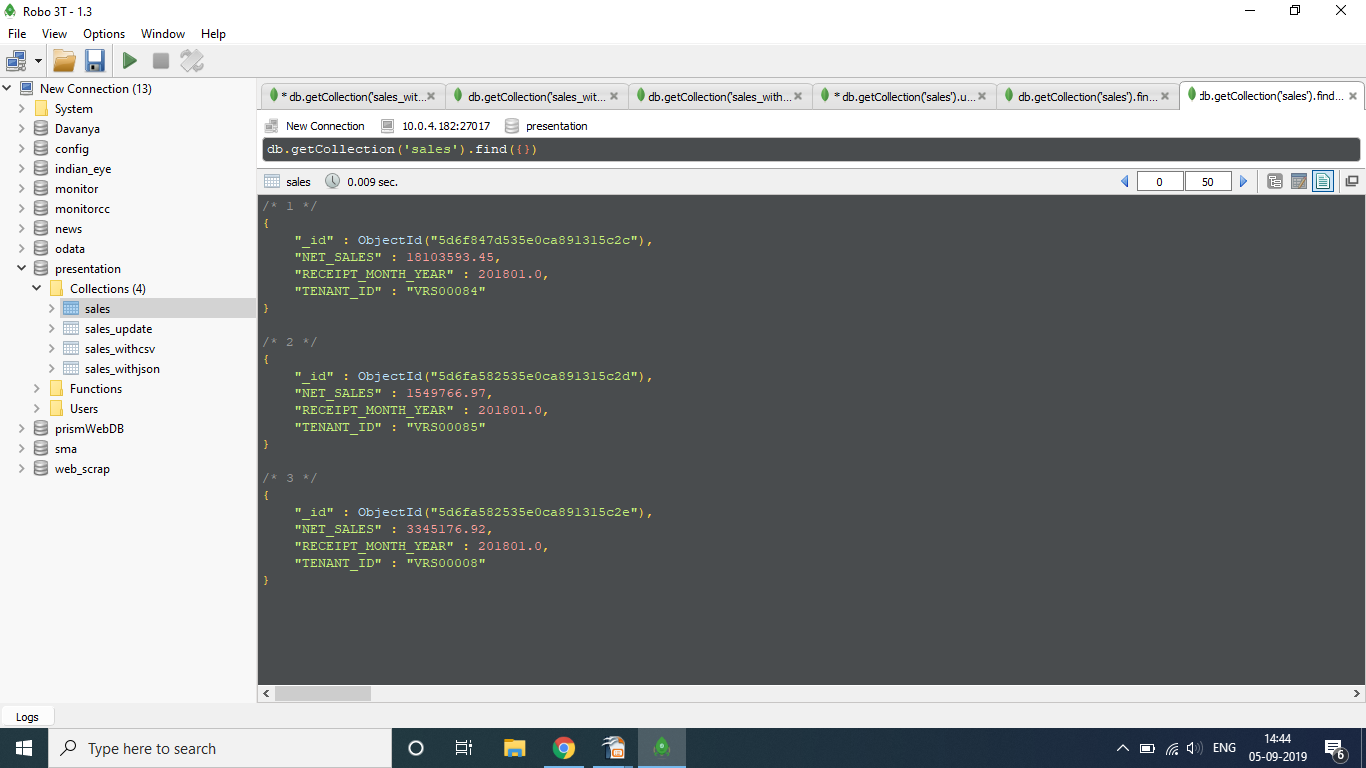 Robo 3T - 1.3
File View Options Window Help
New Connection (13)
System
Davanya
config
indian_eye
monitor
monitorcc
news
odata
presentation
Collections (4)
sales
sales_update
sales_withcsv
sales_withjson
Functions
Users
prismWebDB
sma
web_scrap
* db.getCollection('sales_wit... db.getCollection('sales_wit... db.getCollection('sales_with... * db.getCollection('sales').u... db.getCollection('sales').fin... db.getCollection('sales').find...
New Connection 10.0.4.182:27017 presentation
db.getCollection('sales').find({})
sales 0.009 sec. 0 50
/* 1 */
{
"_id" : ObjectId("5d6f847d535e0ca891315c2c"),
"NET_SALES" : 18103593.45,
"RECEIPT_MONTH_YEAR" : 201801.0,
"TENANT_ID" : "VRS00084"
}
/* 2 */
{
"_id" : ObjectId("5d6fa582535e0ca891315c2d"),
"NET_SALES" : 1549766.97,
"RECEIPT_MONTH_YEAR" : 201801.0,
"TENANT_ID" : "VRS00085"
}
/* 3 */
{
"_id" : ObjectId("5d6fa582535e0ca891315c2e"),
"NET_SALES" : 3345176.92,
"RECEIPT_MONTH_YEAR" : 201801.0,
"TENANT_ID" : "VRS00008"
}
Logs
Type here to search
ENG
14:44
05-09-2019
6